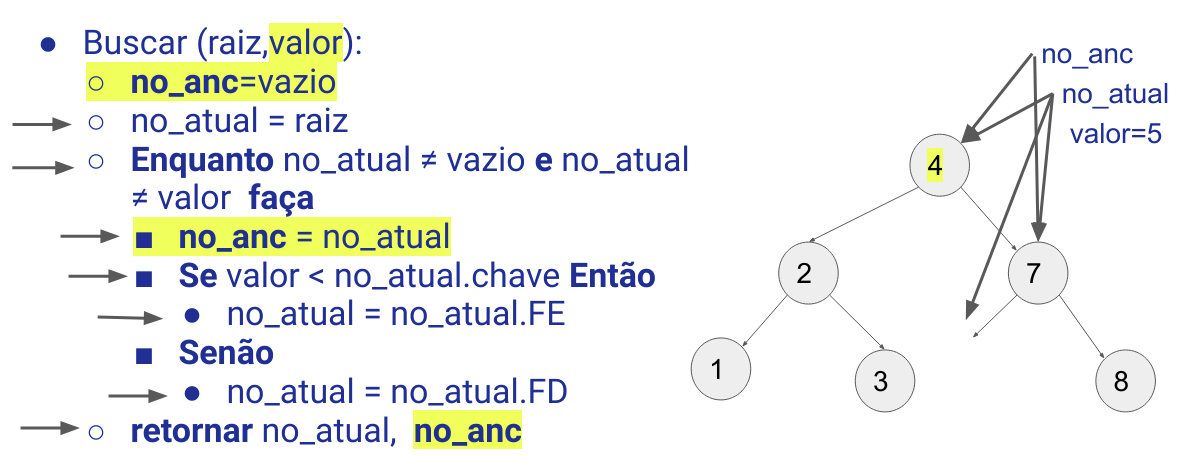 ● Buscar (raiz,valor):
○ no_anc=vazio
○ no_atual = raiz
○ Enquanto no_atual ≠ vazio e no_atual
≠ valor faça
■ no_anc = no_atual
■ Se valor < no_atual.chave Então
● no_atual = no_atual.FE
■ Senão
● no_atual = no_atual.FD
○ retornar no_atual, no_anc
no_anc
no_atual
valor=5
4
2
7
1
3
8